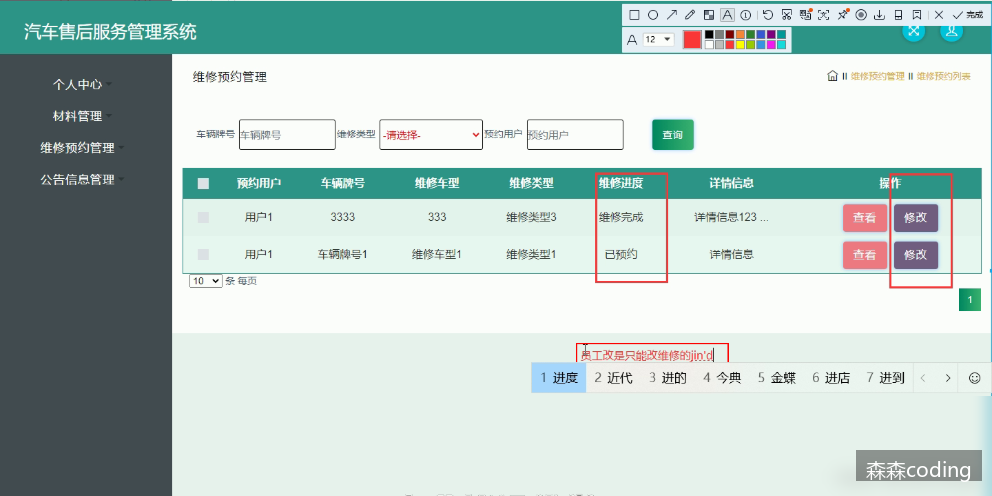 12
完成
汽车售后服务管理系统
个人中心
材料管理
维修预约管理
公告信息管理
维修预约管理
维修预约管理
维修预约列表
车辆牌号
车辆牌号
维修类型
-请选择-
预约用户
预约用户
查询
预约用户 车辆牌号 维修车型 维修类型 维修进度 详情信息 操作
用户1 3333 333 维修类型3 维修完成 详情信息123 ... 查看 修改
用户1 车辆牌号1 维修车型1 维修类型1 已预约 详情信息 查看 修改
10 条 每页
1
员工改是只能改维修的jin'd
1 进度 2 近代 3 进的 4 今典 5 金蝶 6 进店 7 进到
森森coding